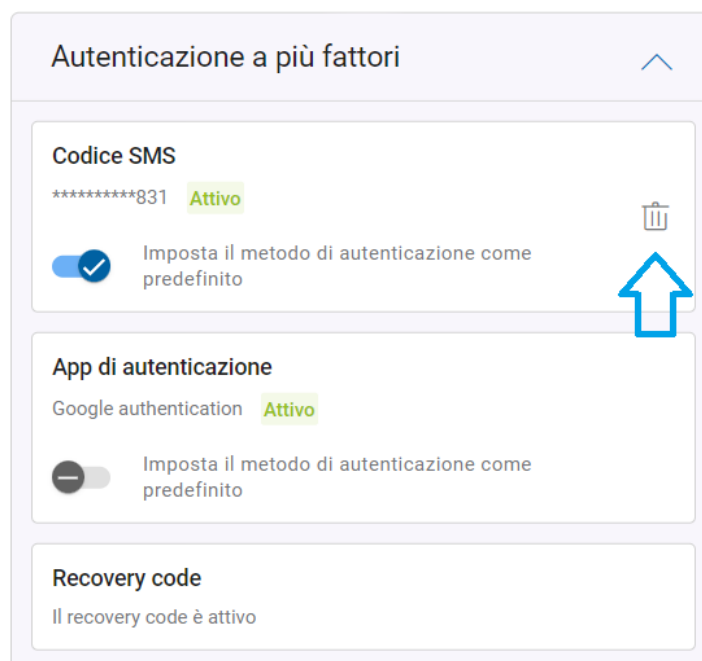 Autenticazione a più fattori
Codice SMS
**********831 Attivo
Imposta il metodo di autenticazione come
predefinito
App di autenticazione
Google authentication Attivo
Imposta il metodo di autenticazione come
predefinito
Recovery code
Il recovery code è attivo